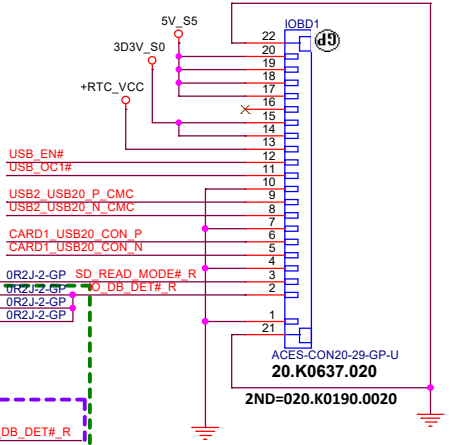 5V_S5
IOBD1
3D3V_S0
GP
+RTC_VCC
22
20
19
18
17
16
15
14
13
12
11
10
9
8
7
6
5
4
3
2
1
21
USB_EN#
USB_OC1#
USB2_USB20_P_CMC
USB2_USB20_N_CMC
CARD1_USB20_CON_P
CARD1_USB20_CON_N
0R2J-2-GP SD_READ_MODE#_R
0R2J-2-GP IO_DB_DET#_R
0R2J-2-GP
0R2J-2-GP
ACES-CON20-29-GP-U
20.K0637.020
2ND=020.K0190.0020
DB_DET#_R